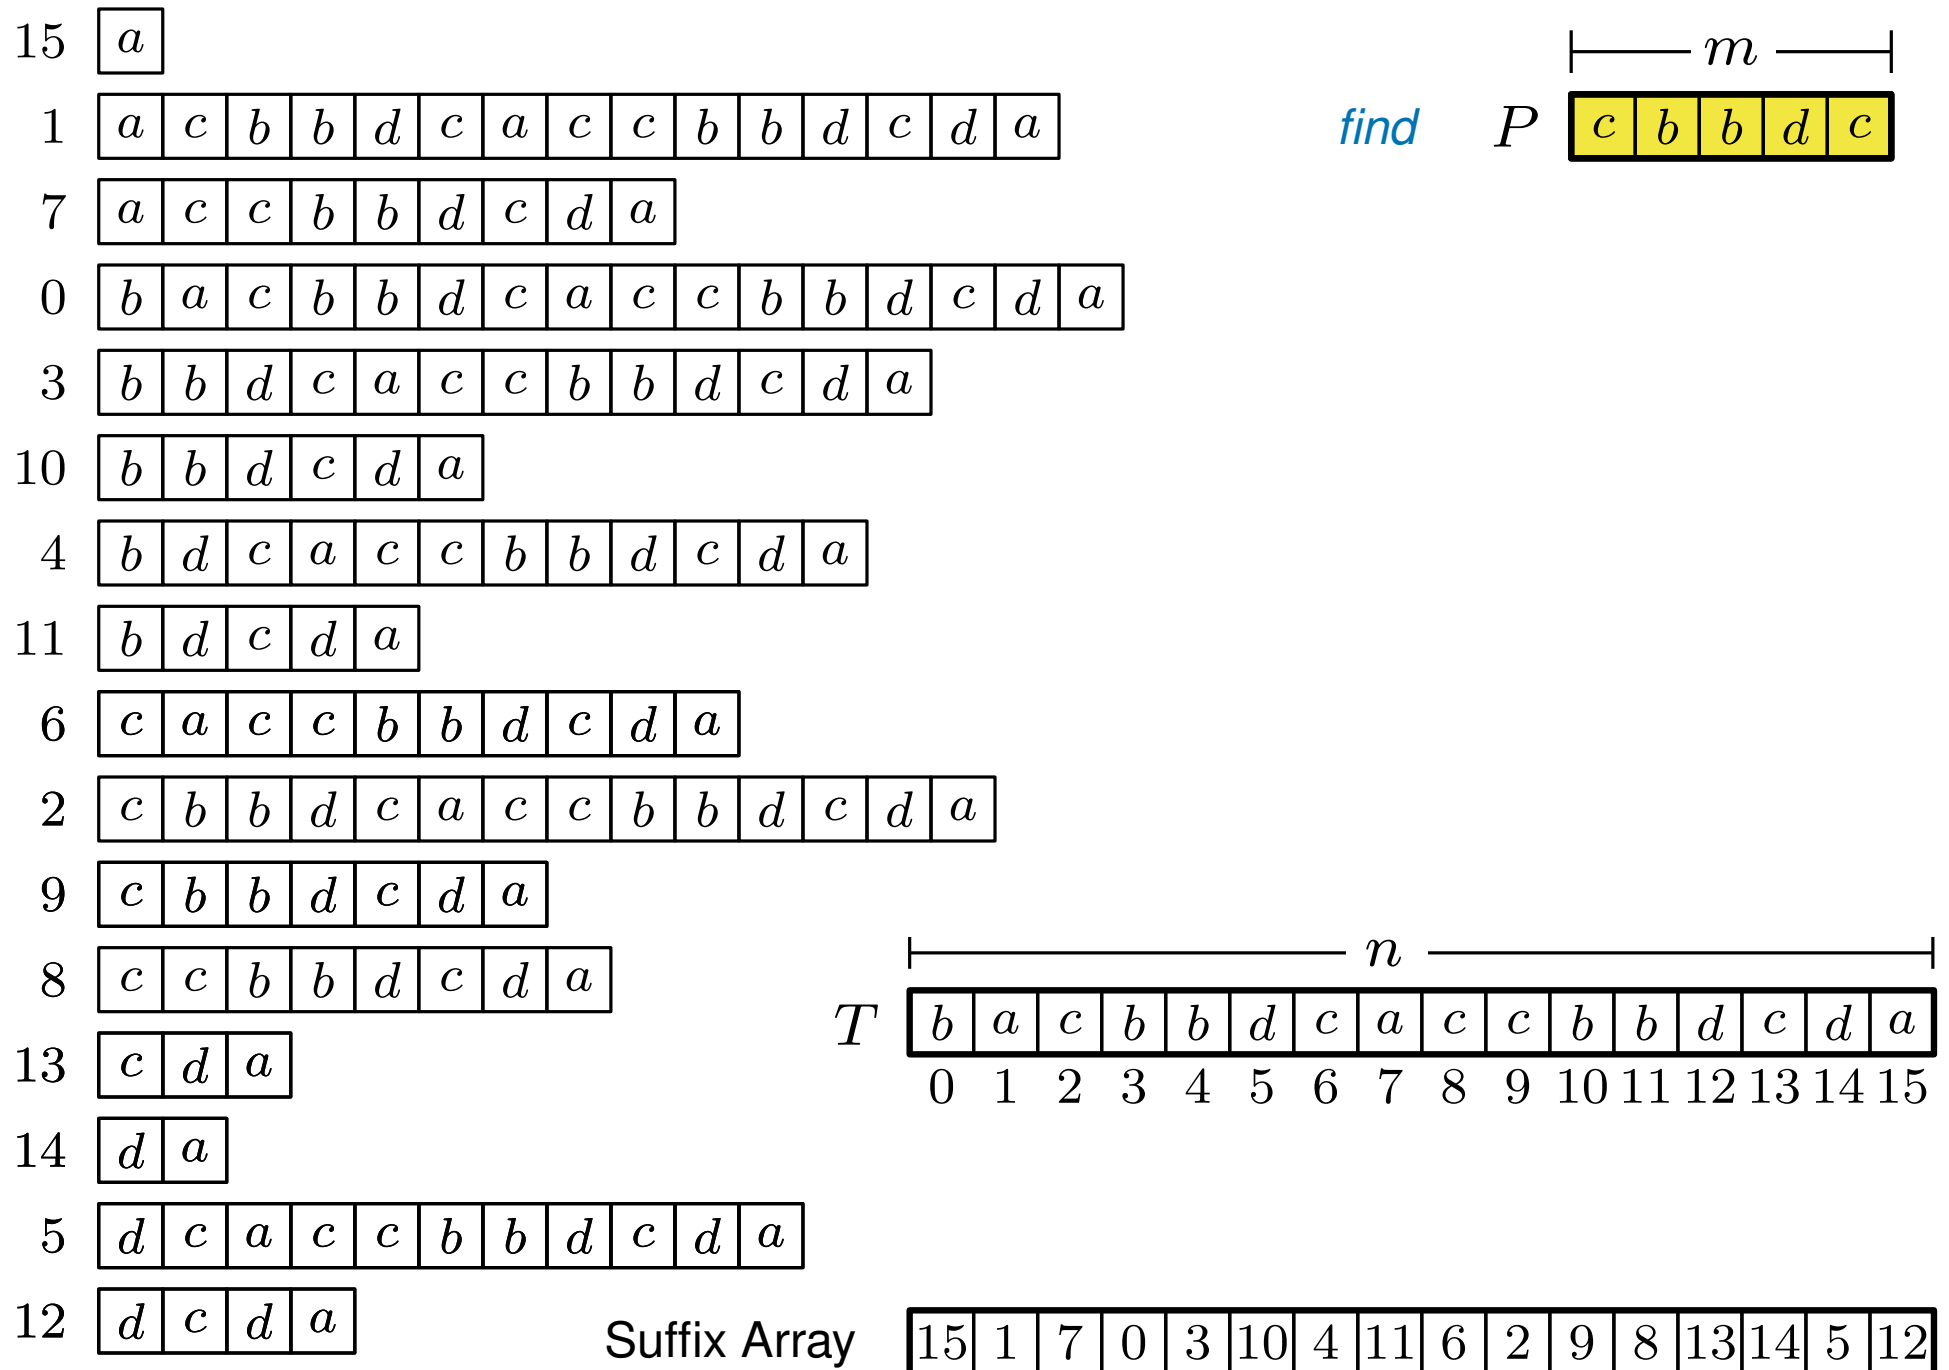 15 a
m
1 a c b b d c a c c b b d c d a
find P c b b d c
7 a c c b b d c d a
0 b a c b b d c a c c b b d c d a
3 b b d c a c c b b d c d a
10 b b d c d a
4 b d c a c c b b d c d a
11 b d c d a
6 c a c c b b d c d a
2 c b b d c a c c b b d c d a
9 c b b d c d a
8 c c b b d c d a
n
T b a c b b d c a c c b b d c d a
0 1 2 3 4 5 6 7 8 9 10 11 12 13 14 15
13 c d a
14 d a
5 d c a c c b b d c d a
12 d c d a
Suffix Array 15 1 7 0 3 10 4 11 6 2 9 8 13 14 5 12